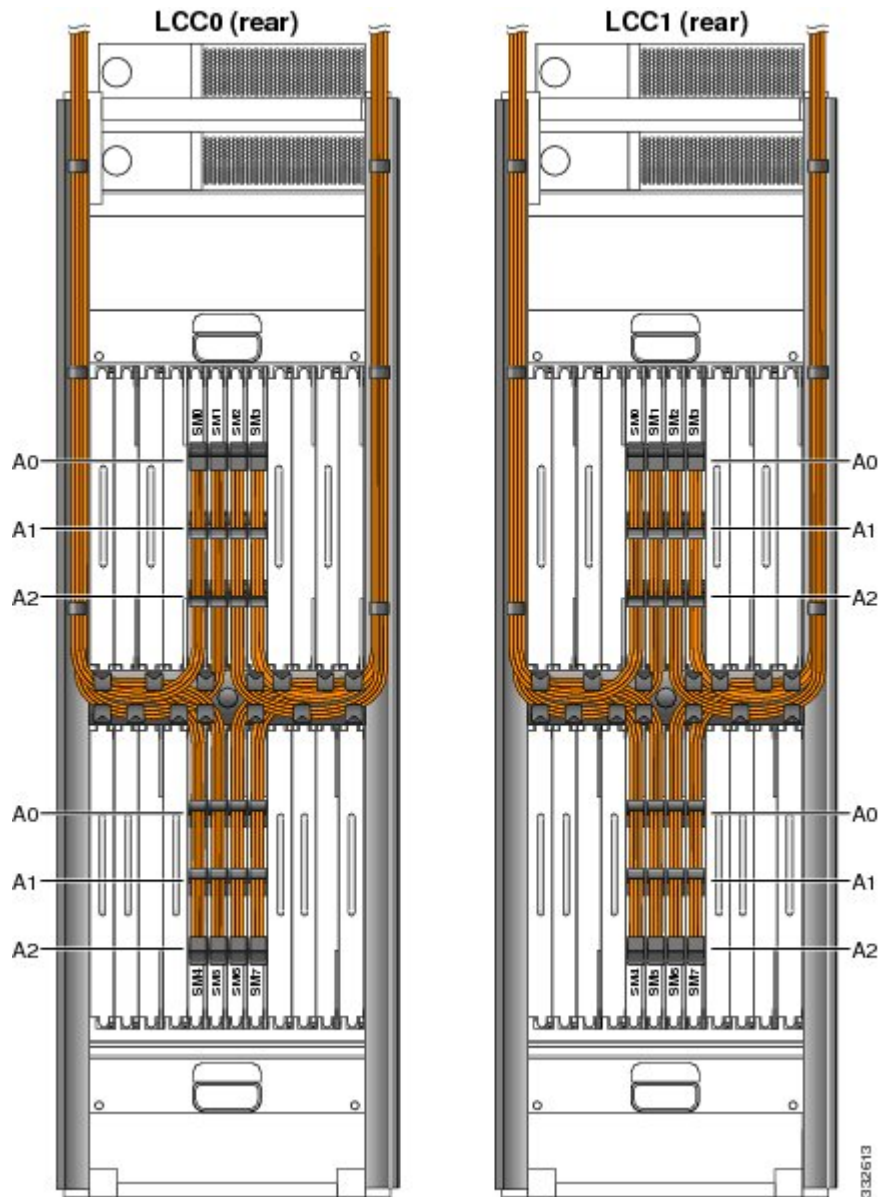 LCC0 (rear)
LCC1 (rear)
SM0 SM1 SM2 SM3
SM0 SM1 SM2 SM3
A0
A0
A1
A1
A2
A2
A0
A0
A1
A1
A2
A2
SM4 SM5 SM6 SM7
SM4 SM5 SM6 SM7
332613